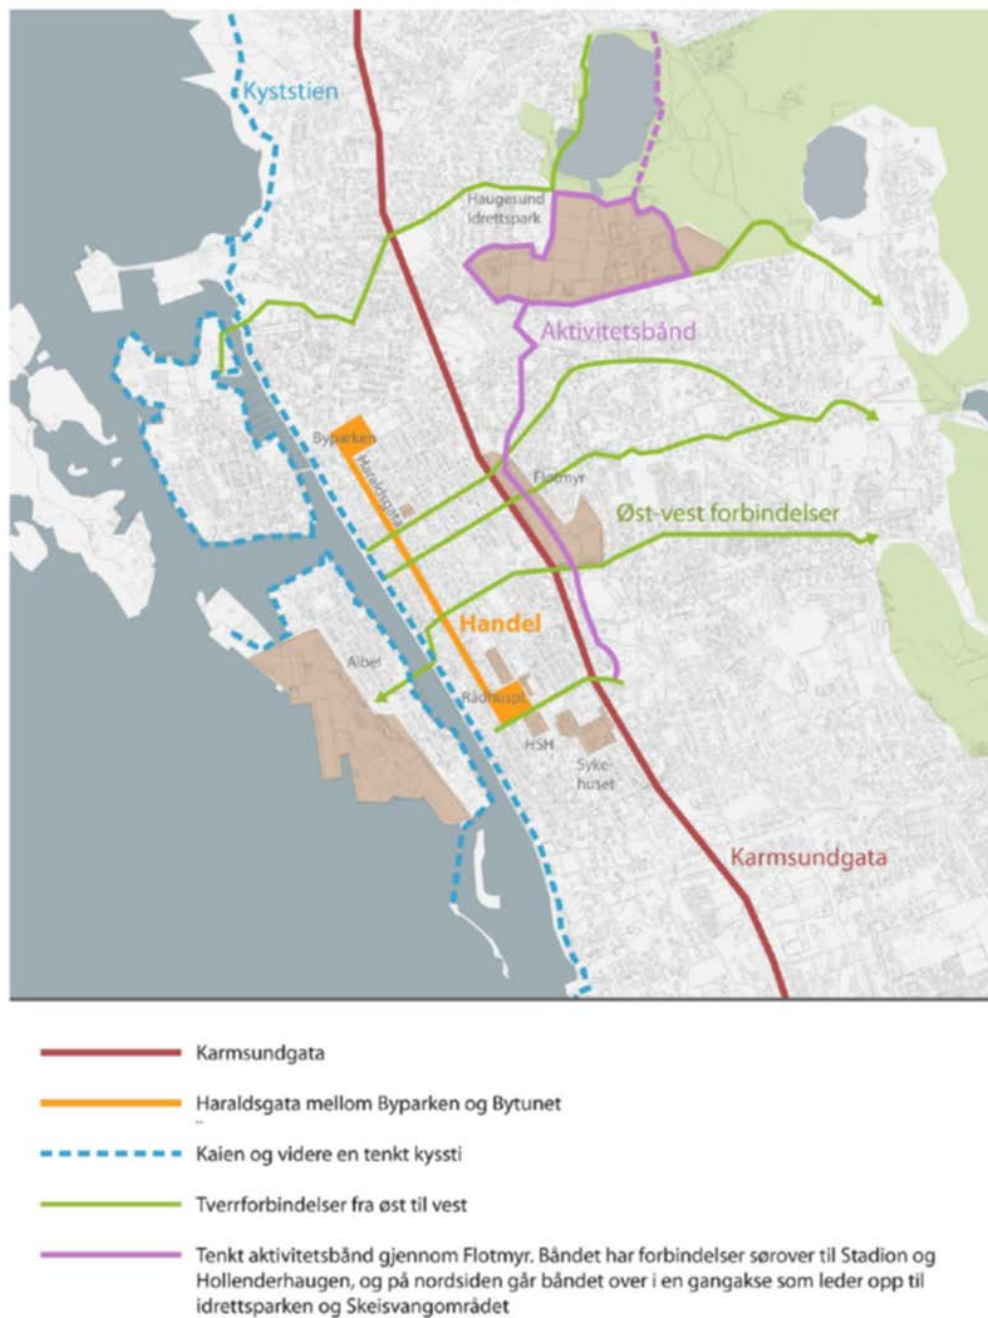 Kyststien
Haugesund
Idrettspark
Aktivitetsbånd
Byparken
Haraldsgata
Flotmyr
Øst-vest forbindelser
Handel
Aibel
Rådhuspl.
HSH
Syke-
huset
Karmsundgata
Karmsundgata
Haraldsgata mellom Byparken og Bytunet
Kaien og videre en tenkt kyssti
Tverrforbindelser fra øst til vest
Tenkt aktivitetsbånd gjennom Flotmyr. Båndet har forbindelser sørover til Stadion og
Hollenderhaugen, og på nordsiden går båndet over i en gangakse som leder opp til
idrettsparken og Skeisvangområdet